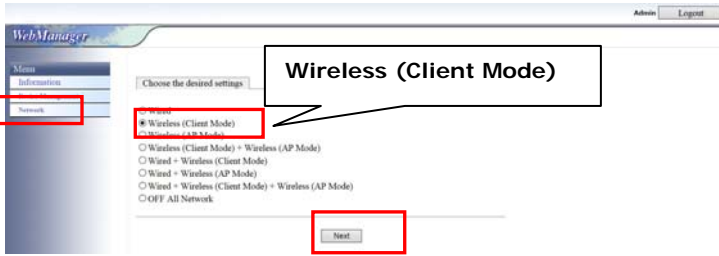 Admin Logout
WebManager
Menu
Information
Network
Choose the desired settings
Wireless (Client Mode)
Wired
Wireless (Client Mode)
Wireless (AP Mode)
Wireless (Client Mode) + Wireless (AP Mode)
Wired + Wireless (Client Mode)
Wired + Wireless (AP Mode)
Wired + Wireless (Client Mode) + Wireless (AP Mode)
OFF All Network
Next